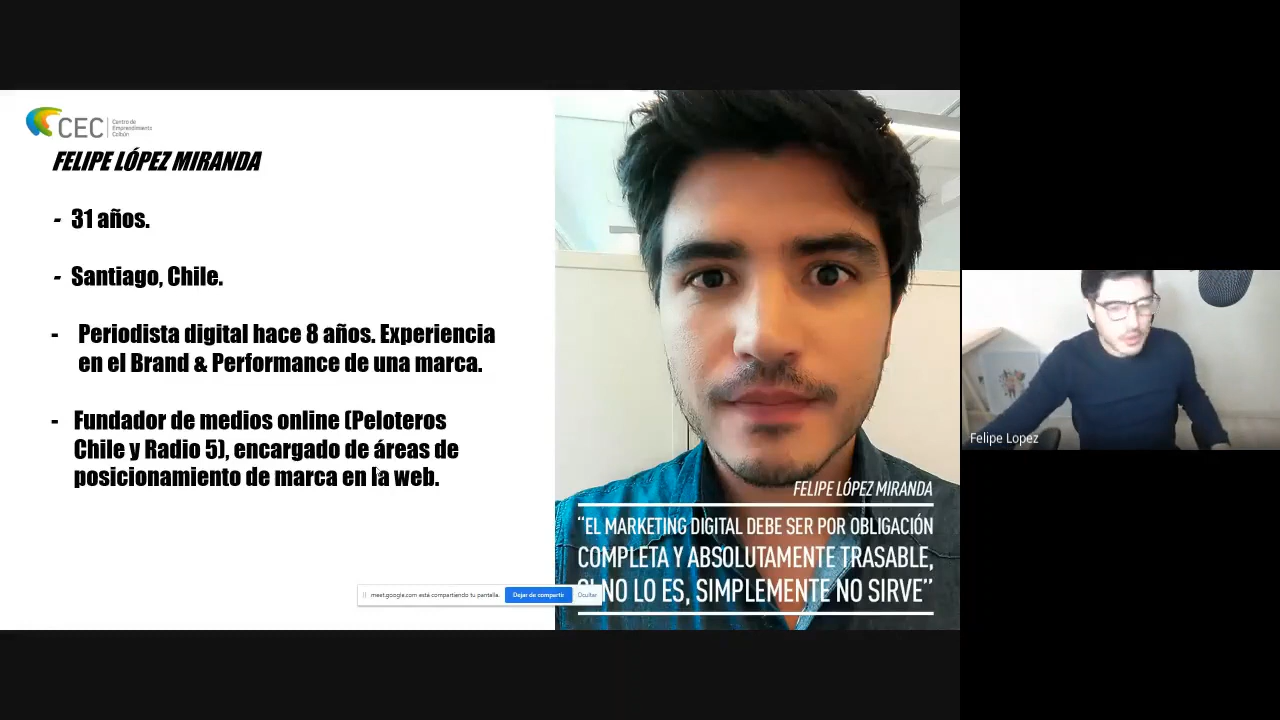 CEC
Centro de
Emprendimiento
Colbún
FELIPE LÓPEZ MIRANDA
- 31 años.
- Santiago, Chile.
- Periodista digital hace 8 años. Experiencia
en el Brand & Performance de una marca.
- Fundador de medios online (Peloteros
Chile y Radio 5), encargado de áreas de
posicionamiento de marca en la web.
FELIPE LÓPEZ MIRANDA
“EL MARKETING DIGITAL DEBE SER POR OBLIGACIÓN
COMPLETA Y ABSOLUTAMENTE TRASABLE,
SI NO LO ES, SIMPLEMENTE NO SIRVE”
meet.google.com está compartiendo tu pantalla.
Dejar de compartir
Ocultar
Felipe Lopez